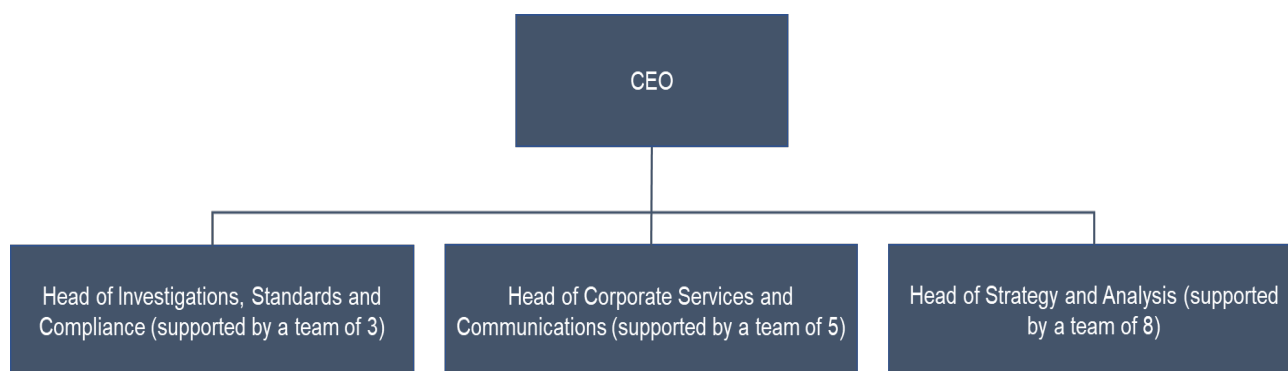 CEO
Head of Investigations, Standards and
Compliance (supported by a team of 3)
Head of Corporate Services and
Communications (supported by a team of 5)
Head of Strategy and Analysis (supported
by a team of 8)